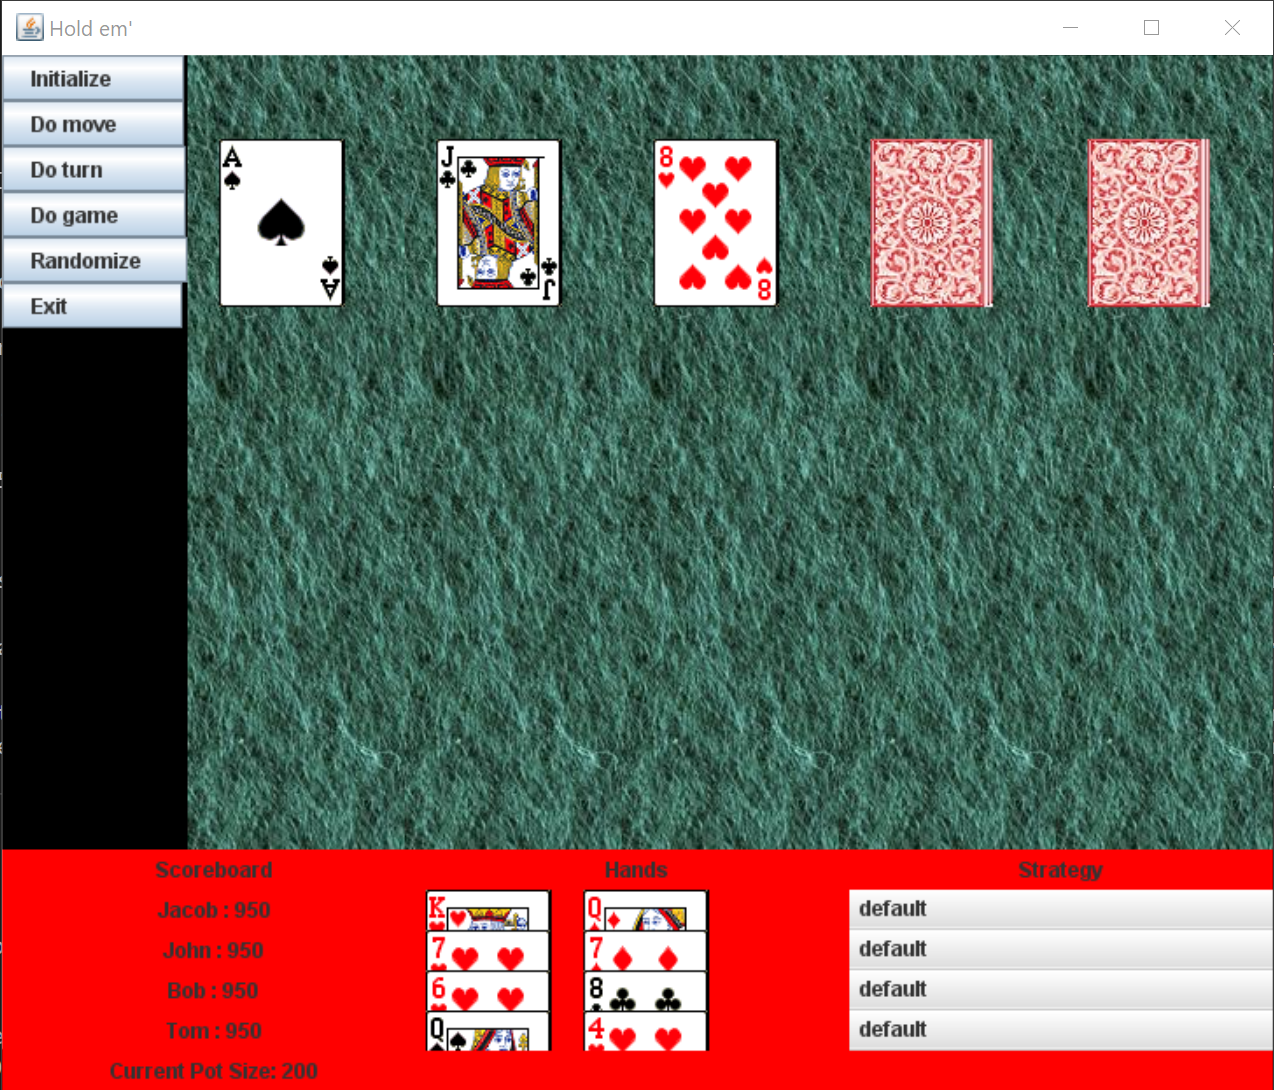 Hold em'
Initialize
Do move
Do turn
Do game
Randomize
Exit
A
A
J
J
8
8
Scoreboard Hands Strategy
Jacob : 950 K Q default
John : 950 7 7 default
Bob : 950 6 8 default
Tom : 950 Q 4 default
Current Pot Size: 200